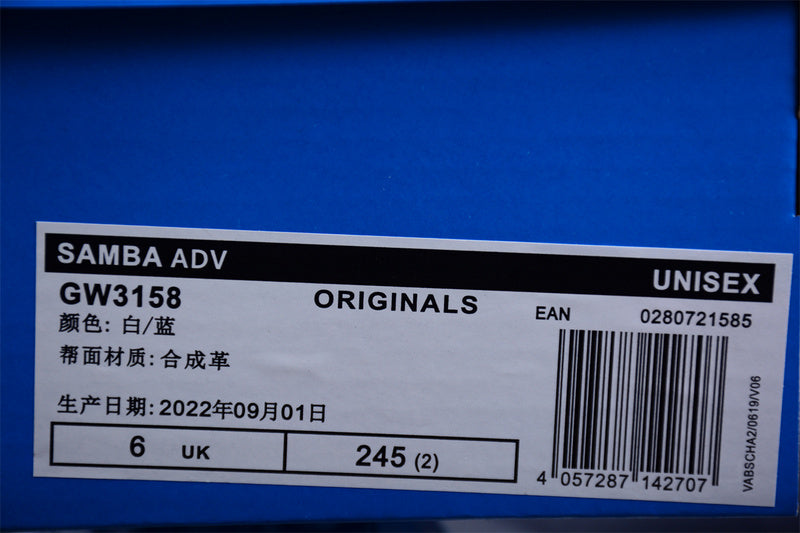 SAMBA ADV
UNISEX
GW3158
ORIGINALS
EAN 0280721585
颜色: 白/蓝
帮面材质: 合成革
生产日期: 2022年09月01日
6 UK
245 (2)
4 057287 142707
VABSCHA2/0619/V06